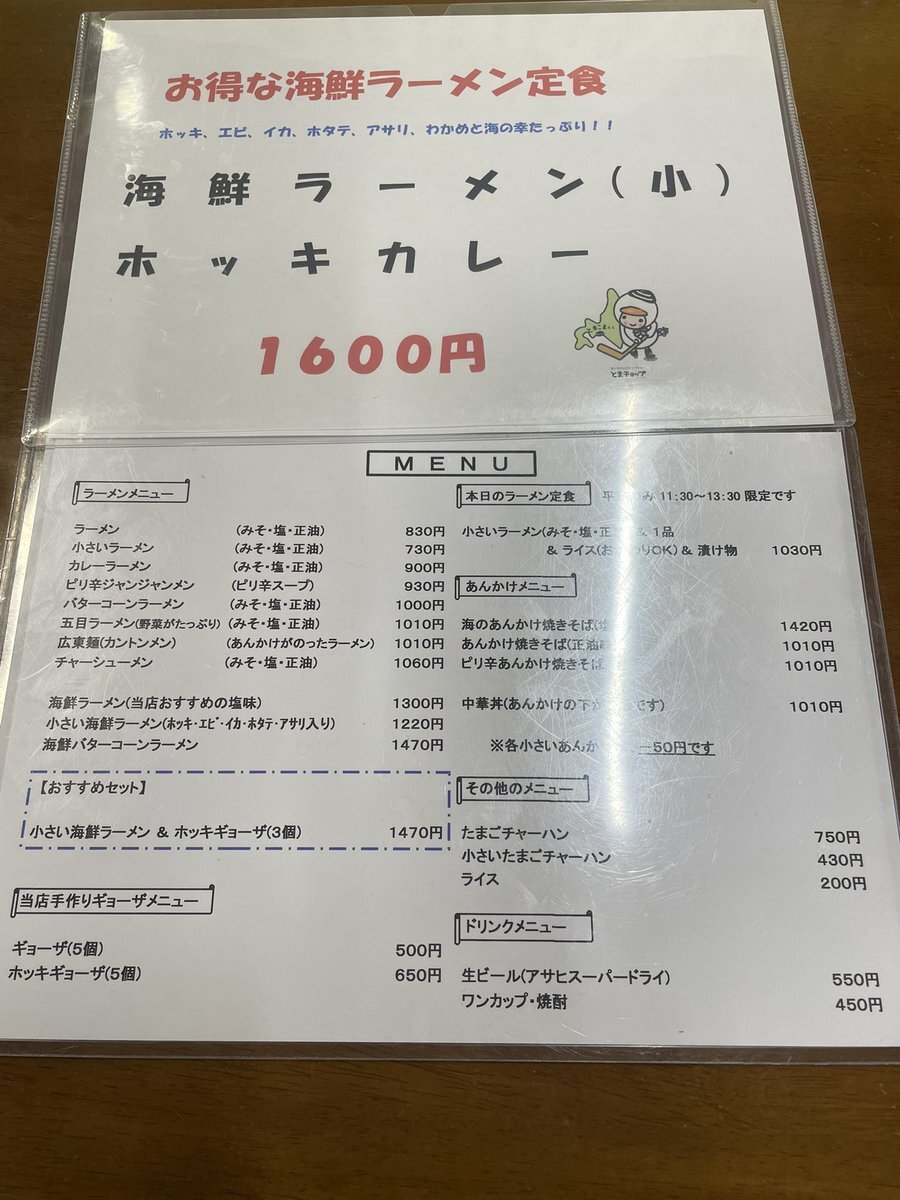 お得な海鮮ラーメン定食
ホッキ、エビ、イカ、ホタテ、アサリ、わかめと海の幸たっぷり！！
海鮮ラーメン(小)
ホッキカレー
1600円
とまこまい
とまチョップ
MENU
ラーメンメニュー
ラーメン (みそ・塩・正油) 830円
小さいラーメン (みそ・塩・正油) 730円
カレーラーメン (みそ・塩・正油) 900円
ピリ辛ジャンジャンメン (ピリ辛スープ) 930円
バターコーンラーメン (みそ・塩・正油) 1000円
五目ラーメン(野菜がたっぷり) (みそ・塩・正油) 1010円
広東麺(カントンメン) (あんかけがのったラーメン) 1010円
チャーシューメン (みそ・塩・正油) 1060円
海鮮ラーメン(当店おすすめの塩味) 1300円
小さい海鮮ラーメン(ホッキ・エビ・イカ・ホタテ・アサリ入り) 1220円
海鮮バターコーンラーメン 1470円
【おすすめセット】
小さい海鮮ラーメン ＆ ホッキギョーザ(3個) 1470円
当店手作りギョーザメニュー
ギョーザ(5個) 500円
ホッキギョーザ(5個) 650円
本日のラーメン定食 み 11:30～13:30 限定です
小さいラーメン(みそ・塩・正 ＆ 1品
＆ ライス(お りOK) ＆ 漬け物 1030円
あんかけメニュー
海のあんかけ焼きそば( 1420円
あんかけ焼きそば(正油 1010円
ピリ辛あんかけ焼きそば 1010円
中華丼(あんかけの下が です) 1010円
※各小さいあんか ー50円です
その他のメニュー
たまごチャーハン 750円
小さいたまごチャーハン 430円
ライス 200円
ドリンクメニュー
生ビール(アサヒスーパードライ) 550円
ワンカップ・焼酎 450円